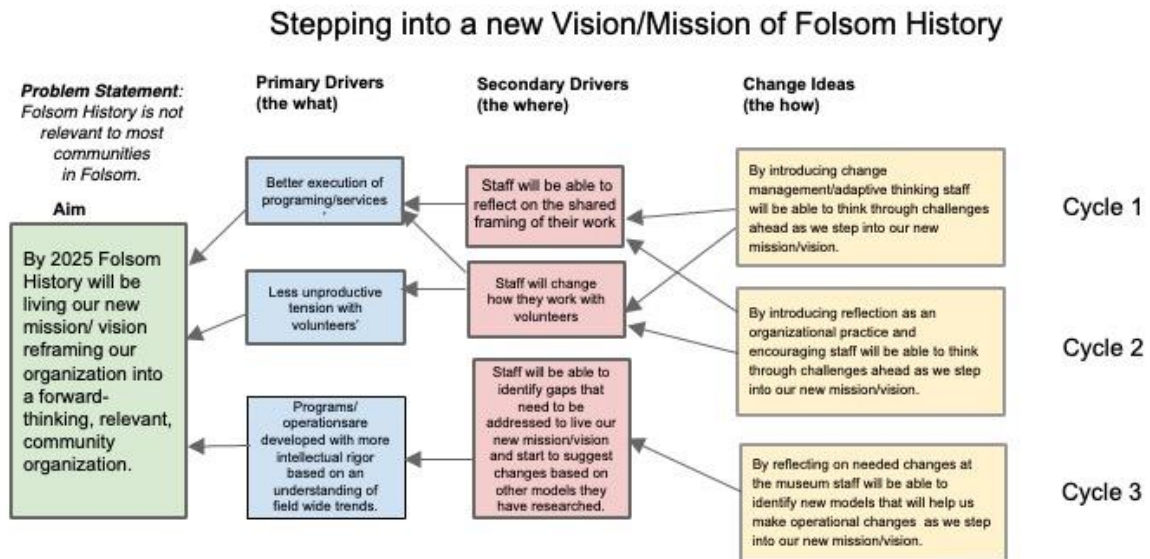 Stepping into a new Vision/Mission of Folsom History
Problem Statement:
Folsom History is not
relevant to most
communities
in Folsom.
Aim
By 2025 Folsom
History will be
living our new
mission/ vision
reframing our
organization into
a forward-
thinking, relevant,
community
organization.
Primary Drivers
(the what)
Better execution of
programing/services
'
Less unproductive
tension with
volunteers'
Programs/
operationsare
developed with more
intellectual rigor
based on an
understanding of
field wide trends.
Secondary Drivers
(the where)
Staff will be able to
reflect on the shared
framing of their work
Staff will change
how they work with
volunteers
Staff will be able to
identify gaps that
need to be
addressed to live our
new mission/vision
and start to suggest
changes based on
other models they
have researched.
Change Ideas
(the how)
By introducing change
management/adaptive thinking staff
will be able to think through challenges
ahead as we step into our new
mission/vision.
By introducing reflection as an
organizational practice and
encouraging staff will be able to think
through challenges ahead as we step
into our new mission/vision.
By reflecting on needed changes at
the museum staff will be able to
identify new models that will help us
make operational changes as we step
into our new mission/vision.
Cycle 1
Cycle 2
Cycle 3